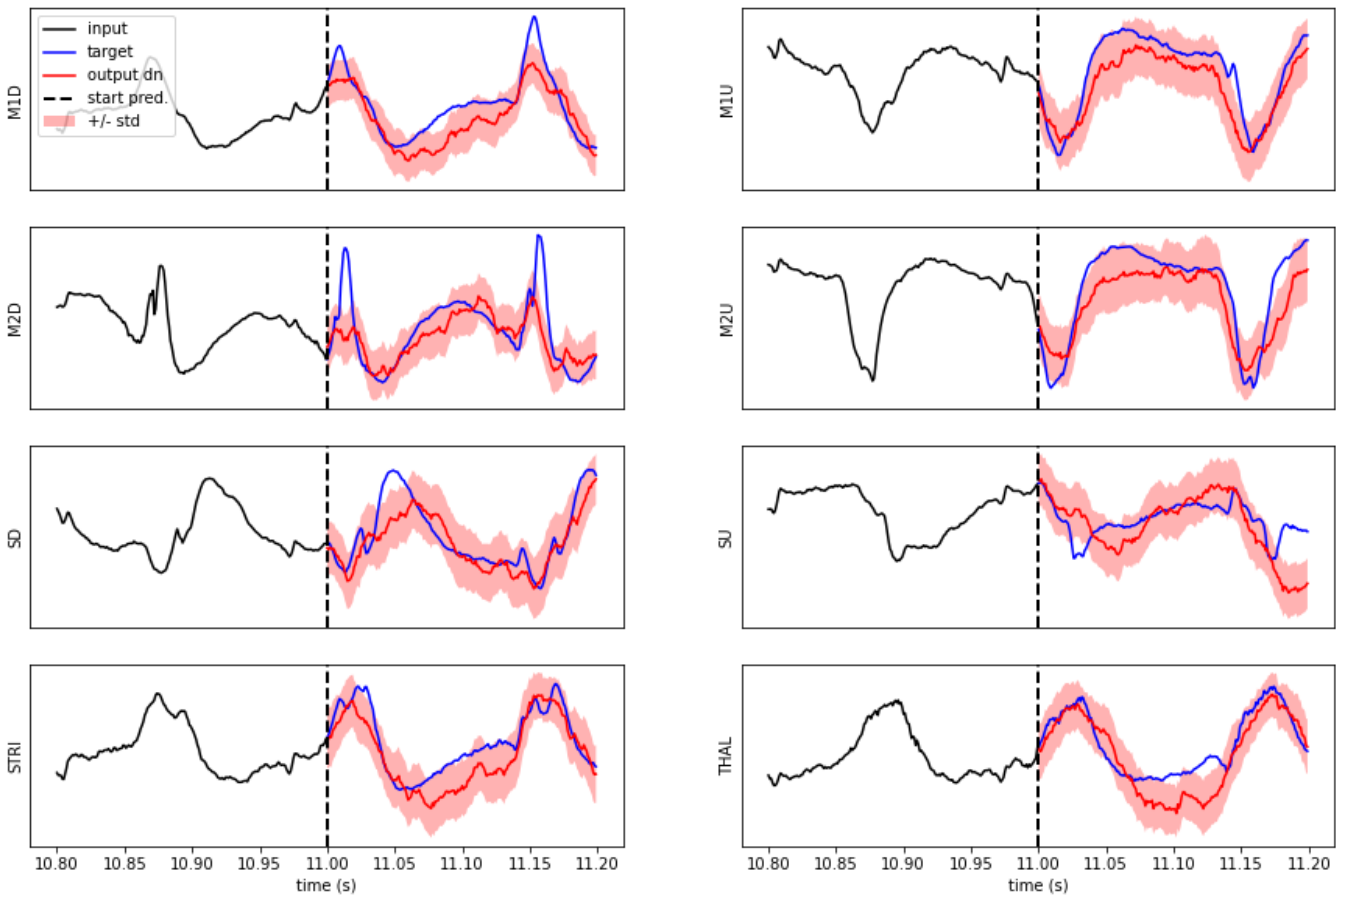 M1D
input
target
output dn
start pred.
+/- std
M1U
M2D
M2U
SD
SU
STRI
THAL
10.80 10.85 10.90 10.95 11.00 11.05 11.10 11.15 11.20
time (s)
10.80 10.85 10.90 10.95 11.00 11.05 11.10 11.15 11.20
time (s)